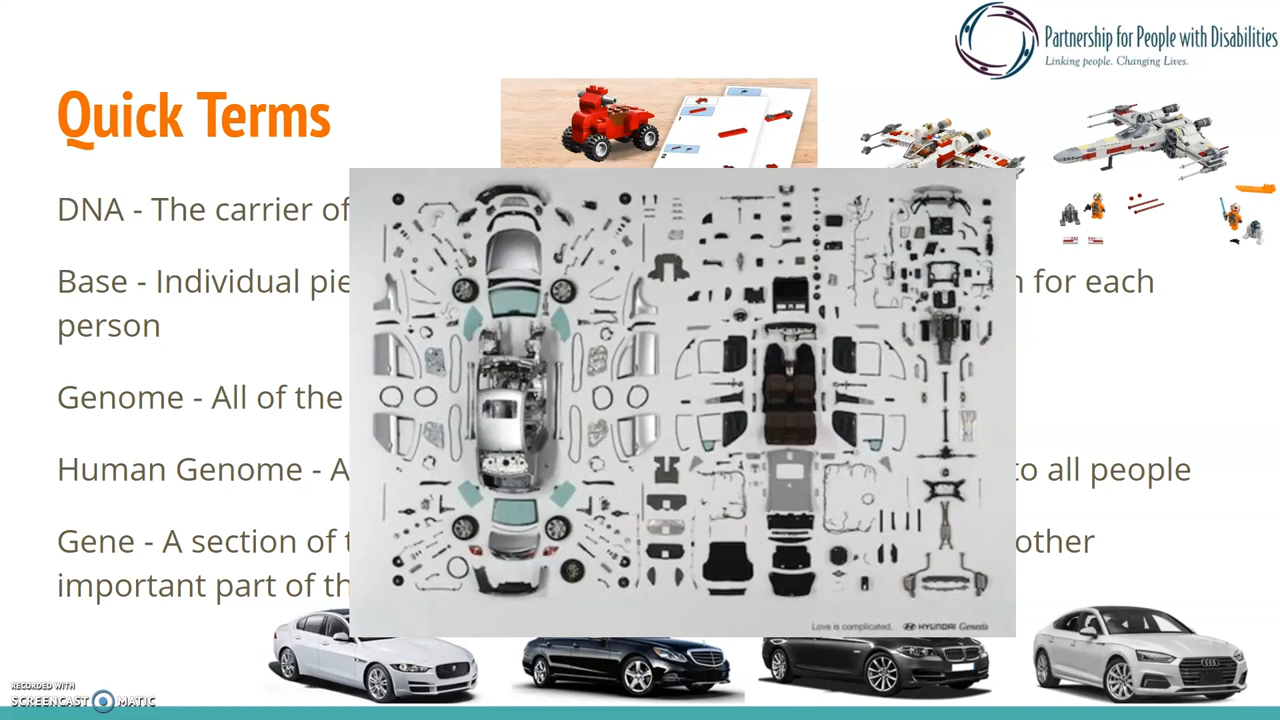 Partnership for People with Disabilities
Linking people. Changing Lives.
Quick Terms
DNA - The carrier of
Base - Individual pie
n for each
person
Genome - All of the
Human Genome - A
to all people
Gene - A section of t
other
important part of th
Love is complicated. HYUNDAI Genesis
RECORDED WITH
SCREENCAST MATIC